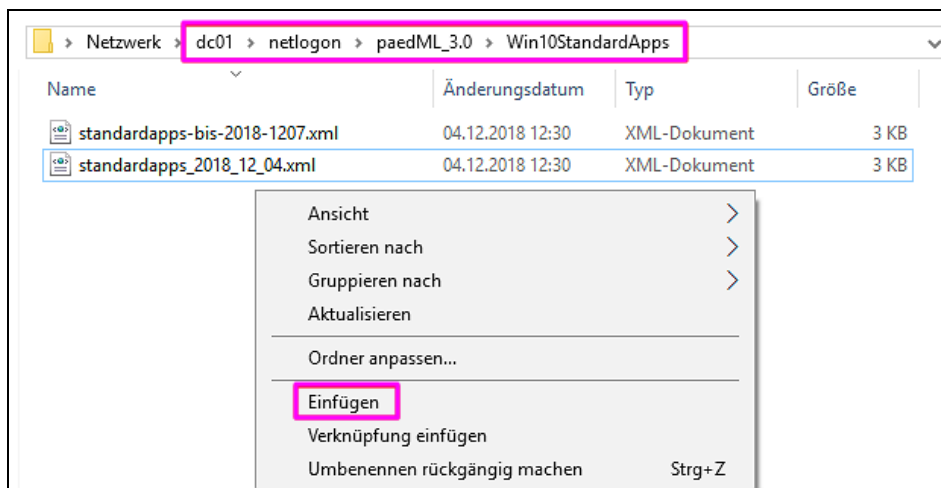 Netzwerk > dc01 > netlogon > paedML_3.0 > Win10StandardApps
Name Änderungsdatum Typ Größe
standardapps-bis-2018-1207.xml 04.12.2018 12:30 XML-Dokument 3 KB
standardapps_2018_12_04.xml 04.12.2018 12:30 XML-Dokument 3 KB
Ansicht
Sortieren nach
Gruppieren nach
Aktualisieren
Ordner anpassen...
Einfügen
Verknüpfung einfügen
Umbenennen rückgängig machen Strg+Z